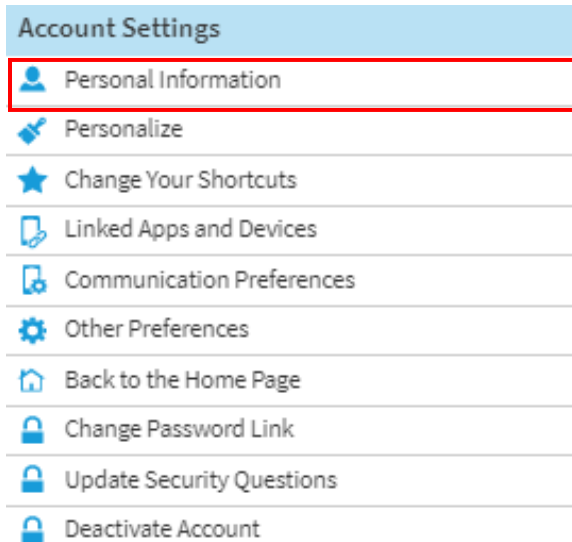 Account Settings
Personal Information
Personalize
Change Your Shortcuts
Linked Apps and Devices
Communication Preferences
Other Preferences
Back to the Home Page
Change Password Link
Update Security Questions
Deactivate Account